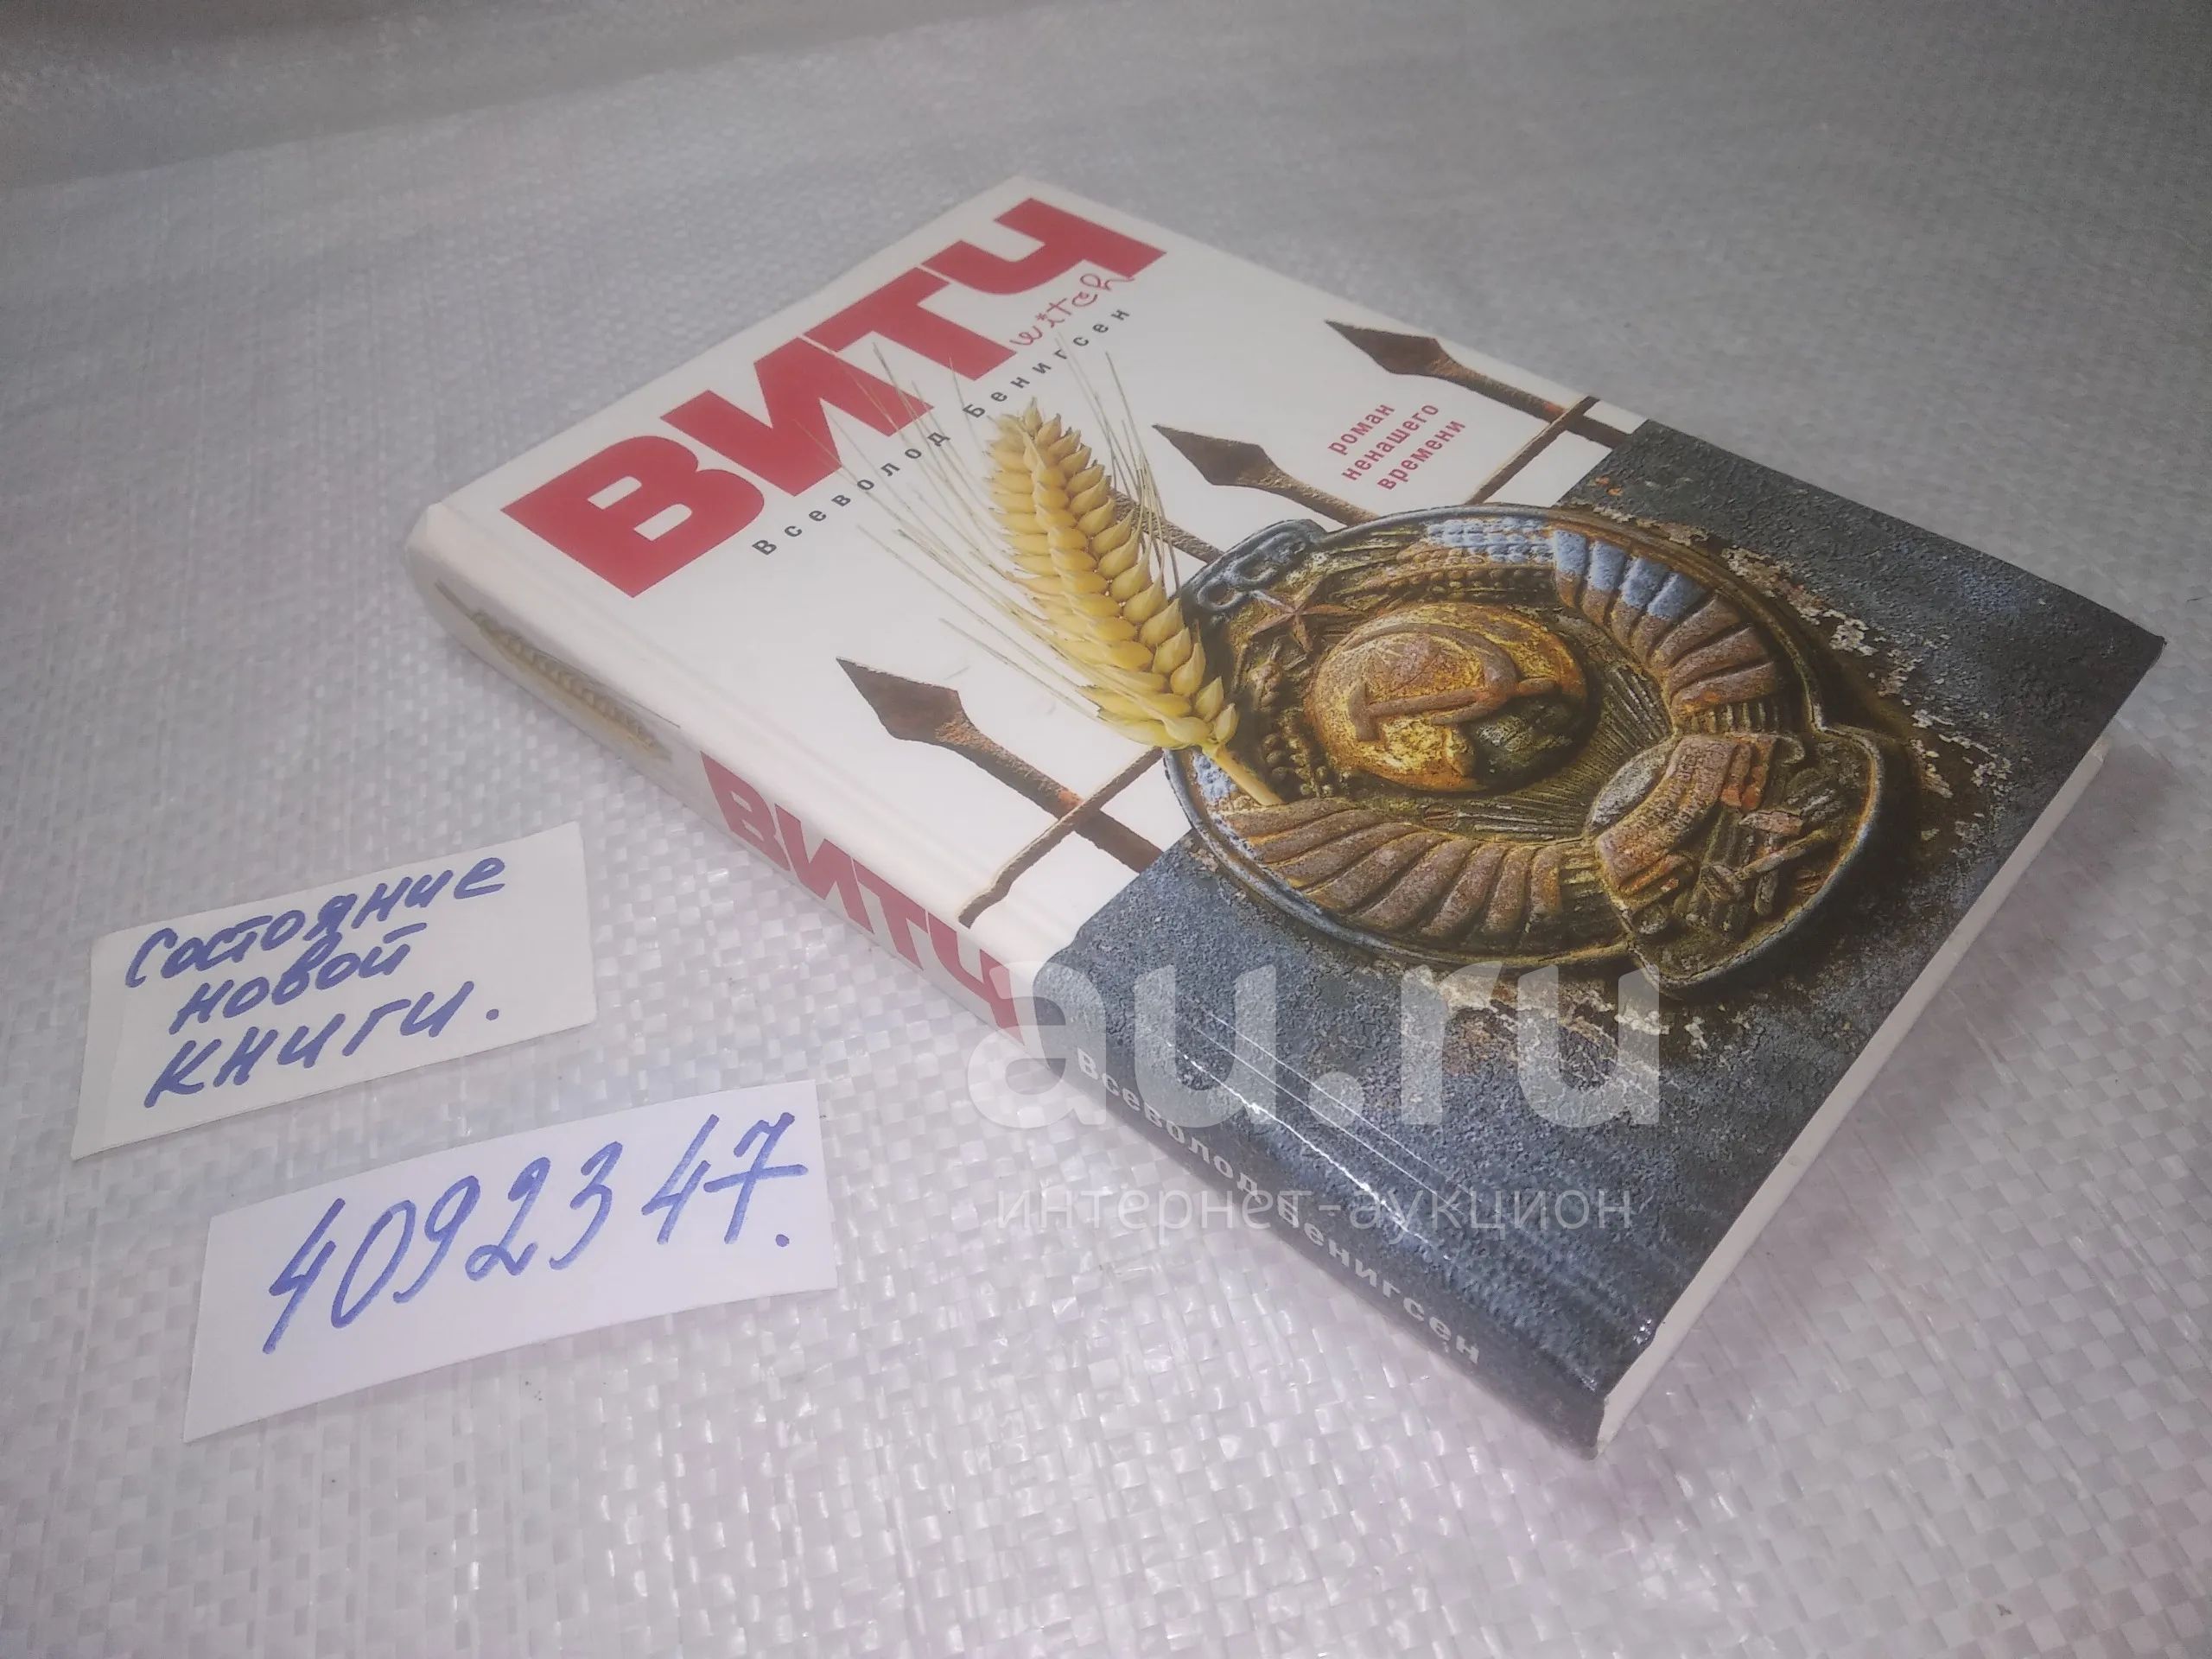 ВИТЧ
witch
Всеволод Бенигсен
роман
ненашего
времени
ВИТЧ
Всеволод Бенигсен
Состояние
новой
книги.
4092347.
au.ru
интернет-аукцион